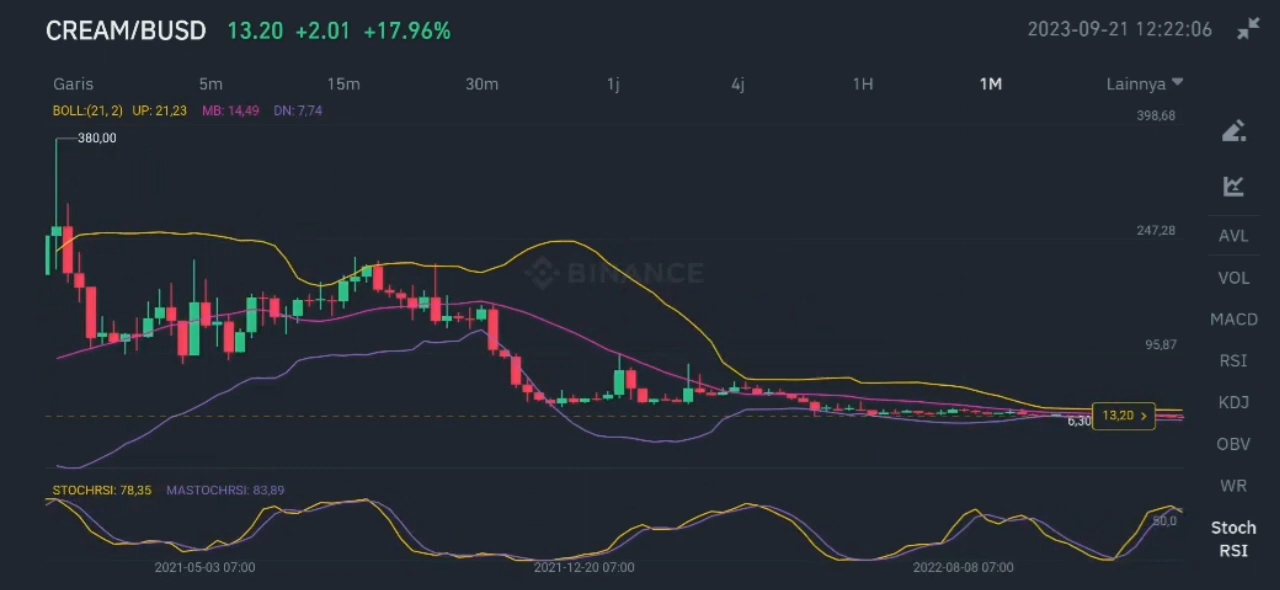 CREAM/BUSD 13.20 +2.01 +17.96% 2023-09-21 12:22:06
Garis 5m 15m 30m 1j 4j 1H 1M Lainnya
BOLL:(21, 2) UP: 21,23 MB: 14,49 DN: 7,74
398,68
380,00
247,28
AVL
BINANCE
VOL
MACD
95,87
RSI
KDJ
13,20
6,30
OBV
WR
STOCHRSI: 78,35 MASTOCHRSI: 83,89
50,0
Stoch
RSI
2021-05-03 07:00 2021-12-20 07:00 2022-08-08 07:00